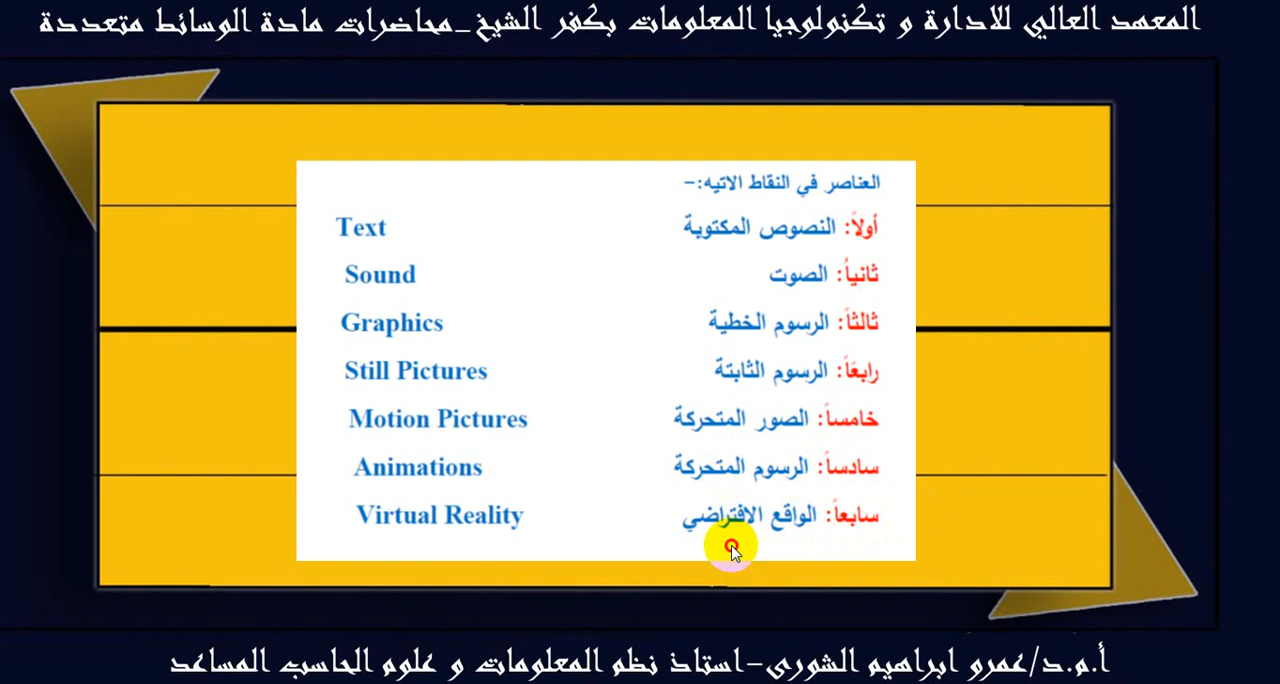 المعهد العالي للادارة و تكنولوجيا المعلومات بكفر الشيخ_محاضرات مادة الوسائط متعددة
العناصر في النقاط الاتيه:-
أولاً: النصوص المكتوبة Text
ثانياُ: الصوت Sound
ثالثاً: الرسوم الخطية Graphics
رابعَاً: الرسوم الثابتة Still Pictures
خامساً: الصور المتحركة Motion Pictures
سادساً: الرسوم المتحركة Animations
سابعاً: الواقع الافتراضي Virtual Reality
أ.م.د/عمرو ابراهيم الشورى-استاذ نظم المعلومات و علوم الحاسب المساعد